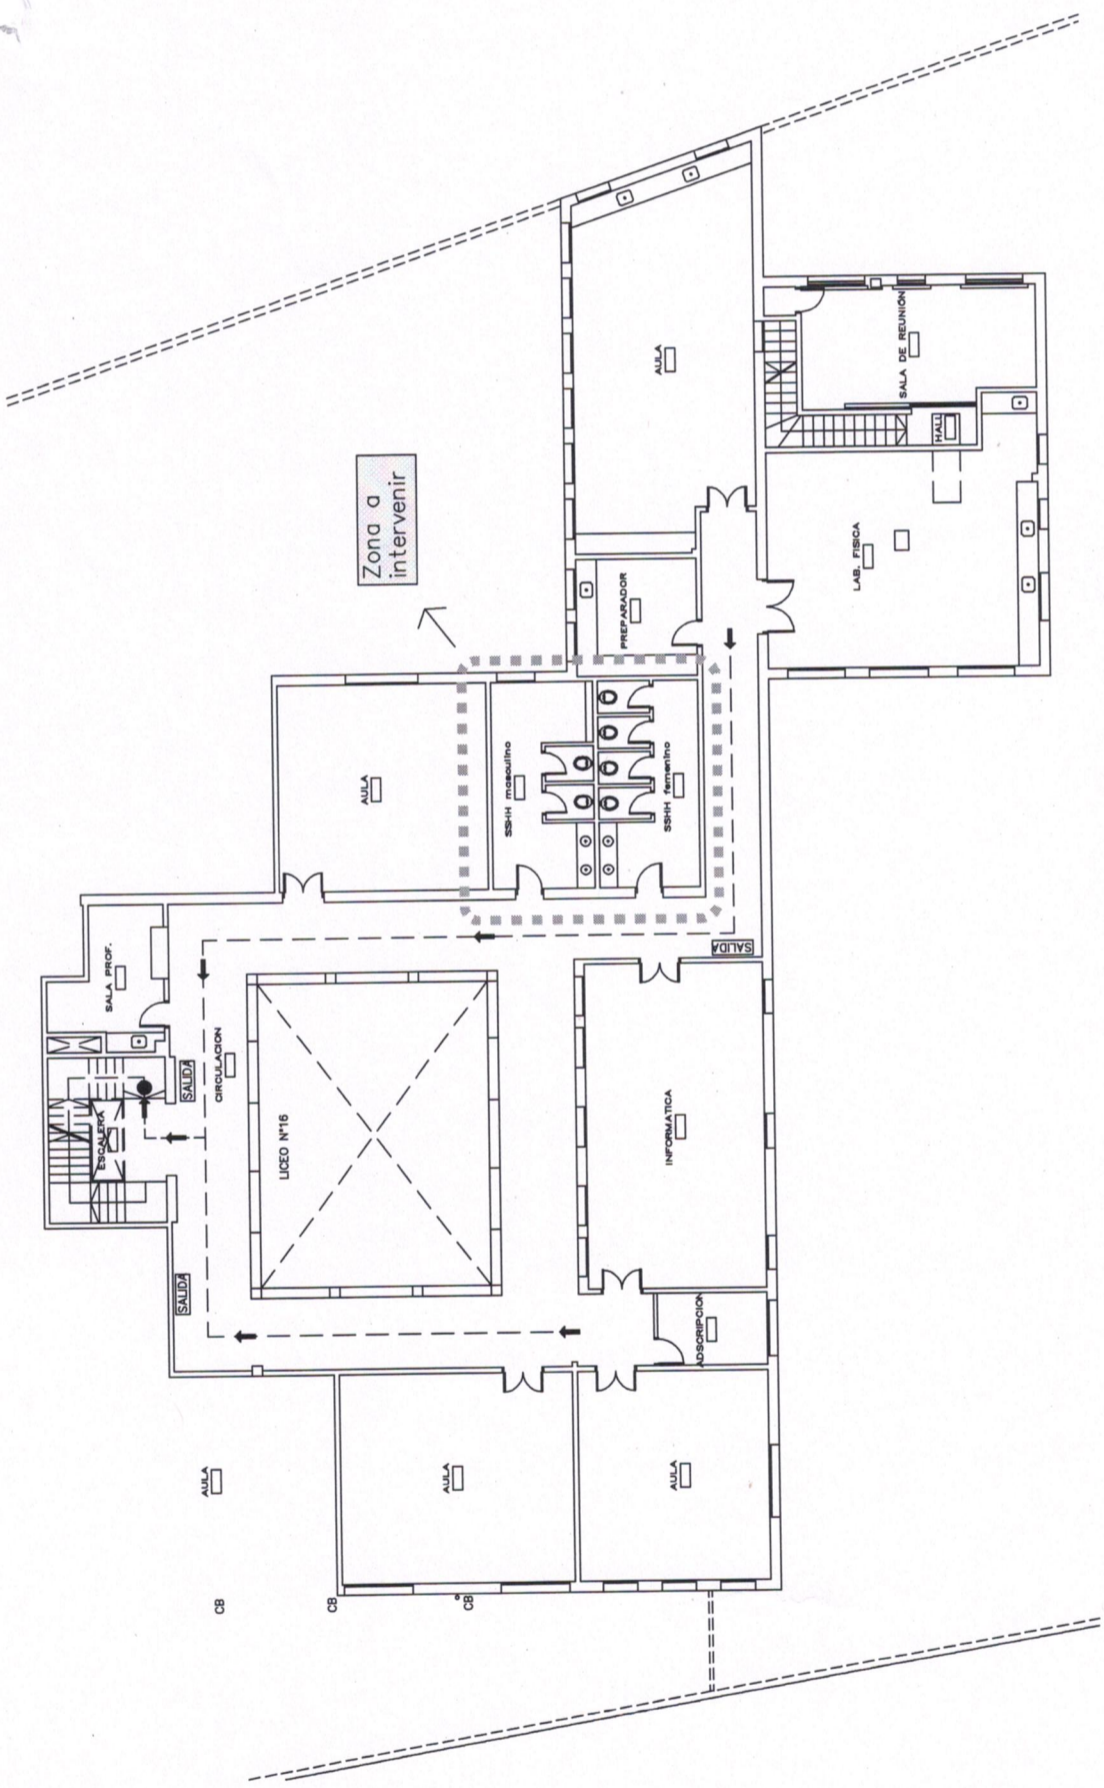 Zona a
intervenir
AULA
SALA DE REUNIÓN
HALL
LAB. FISICA
PREPARADOR
AULA
SSHH masculino
SSHH femenino
SALA PROF.
SALIDA
SALIDA
CIRCULACION
ESCALERA
LICEO N°16
INFORMATICA
SALIDA
ADSCRIPCION
AULA
AULA
AULA
CB
CB
CB